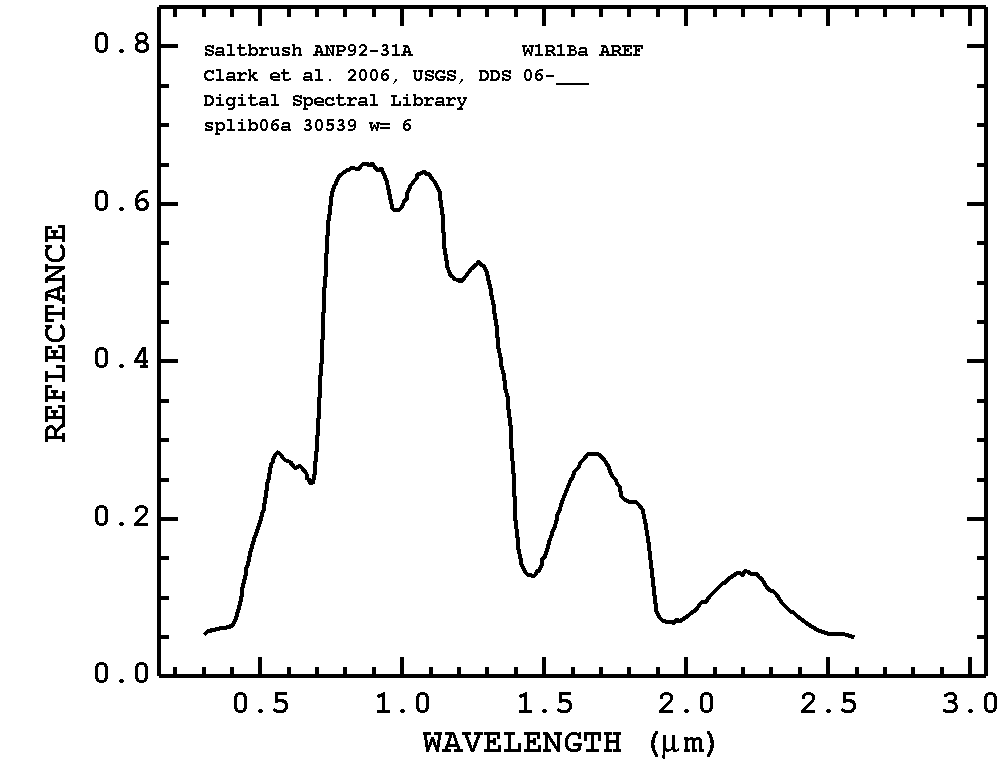 Saltbrush ANP92-31A W1R1Ba AREF
Clark et al. 2006, USGS, DDS 06-___
Digital Spectral Library
splib06a 30539 w= 6
REFLECTANCE
0.8
0.6
0.4
0.2
0.0
0.5 1.0 1.5 2.0 2.5 3.0
WAVELENGTH (μm)